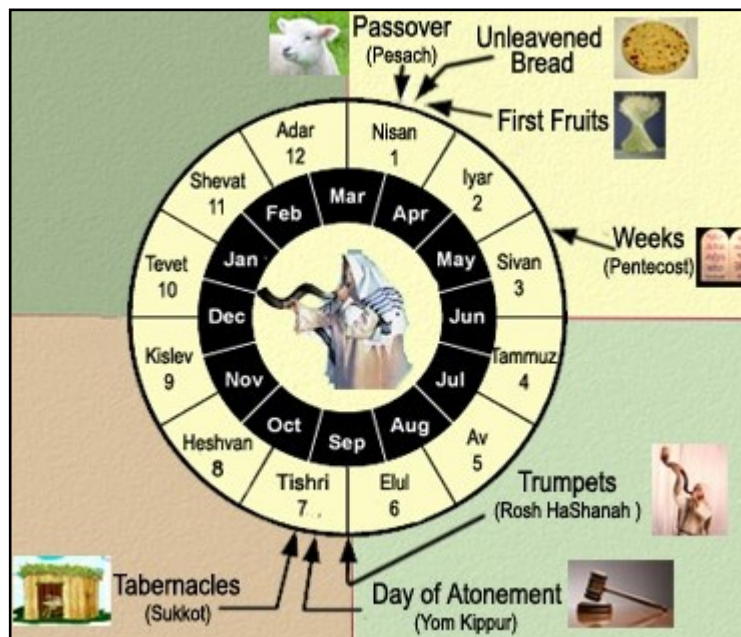 Passover
(Pesach)
Unleavened
Bread
First Fruits
Weeks
(Pentecost)
Trumpets
(Rosh HaShanah )
Day of Atonement
(Yom Kippur)
Tabernacles
(Sukkot)
Nisan
1
Iyar
2
Sivan
3
Tammuz
4
Av
5
Elul
6
Tishri
7
Heshvan
8
Kislev
9
Tevet
10
Shevat
11
Adar
12
Mar
Apr
May
Jun
Jul
Aug
Sep
Oct
Nov
Dec
Jan
Feb